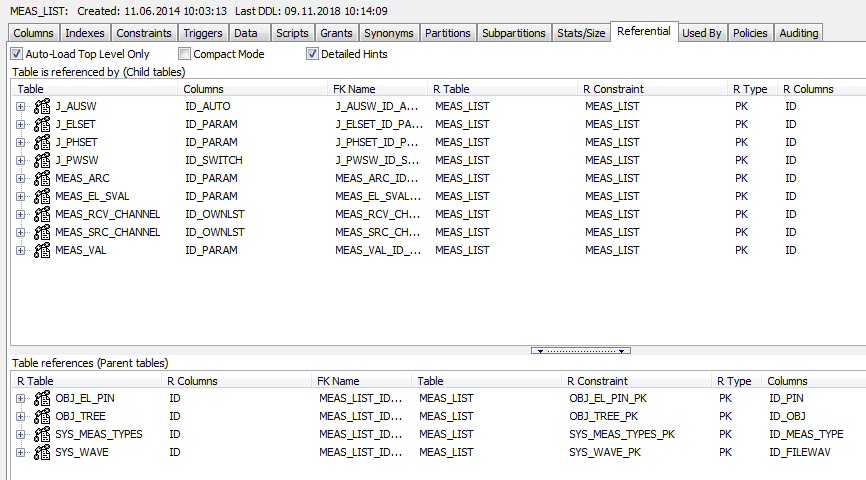 MEAS_LIST: Created: 11.06.2014 10:03:13 Last DDL: 09.11.2018 10:14:09
Columns Indexes Constraints Triggers Data Scripts Grants Synonyms Partitions Subpartitions Stats/Size Referential Used By Policies Auditing
Auto-Load Top Level Only Compact Mode Detailed Hints
Table is referenced by (Child tables)
Table Columns FK Name R Table R Constraint R Type R Columns
J_AUSW ID_AUTO J_AUSW_ID_A... MEAS_LIST MEAS_LIST PK ID
J_ELSET ID_PARAM J_ELSET_ID_PA... MEAS_LIST MEAS_LIST PK ID
J_PHSET ID_PARAM J_PHSET_ID_P... MEAS_LIST MEAS_LIST PK ID
J_PWSW ID_SWITCH J_PWSW_ID_S... MEAS_LIST MEAS_LIST PK ID
MEAS_ARC ID_PARAM MEAS_ARC_ID... MEAS_LIST MEAS_LIST PK ID
MEAS_EL_SVAL ID_PARAM MEAS_EL_SVAL... MEAS_LIST MEAS_LIST PK ID
MEAS_RCV_CHANNEL ID_OWNLST MEAS_RCV_CH... MEAS_LIST MEAS_LIST PK ID
MEAS_SRC_CHANNEL ID_OWNLST MEAS_SRC_CH... MEAS_LIST MEAS_LIST PK ID
MEAS_VAL ID_PARAM MEAS_VAL_ID_... MEAS_LIST MEAS_LIST PK ID
Table references (Parent tables)
R Table R Columns FK Name Table R Constraint R Type Columns
OBJ_EL_PIN ID MEAS_LIST_ID... MEAS_LIST OBJ_EL_PIN_PK PK ID_PIN
OBJ_TREE ID MEAS_LIST_ID... MEAS_LIST OBJ_TREE_PK PK ID_OBJ
SYS_MEAS_TYPES ID MEAS_LIST_ID... MEAS_LIST SYS_MEAS_TYPES_PK PK ID_MEAS_TYPE
SYS_WAVE ID MEAS_LIST_ID... MEAS_LIST SYS_WAVE_PK PK ID_FILEWAV